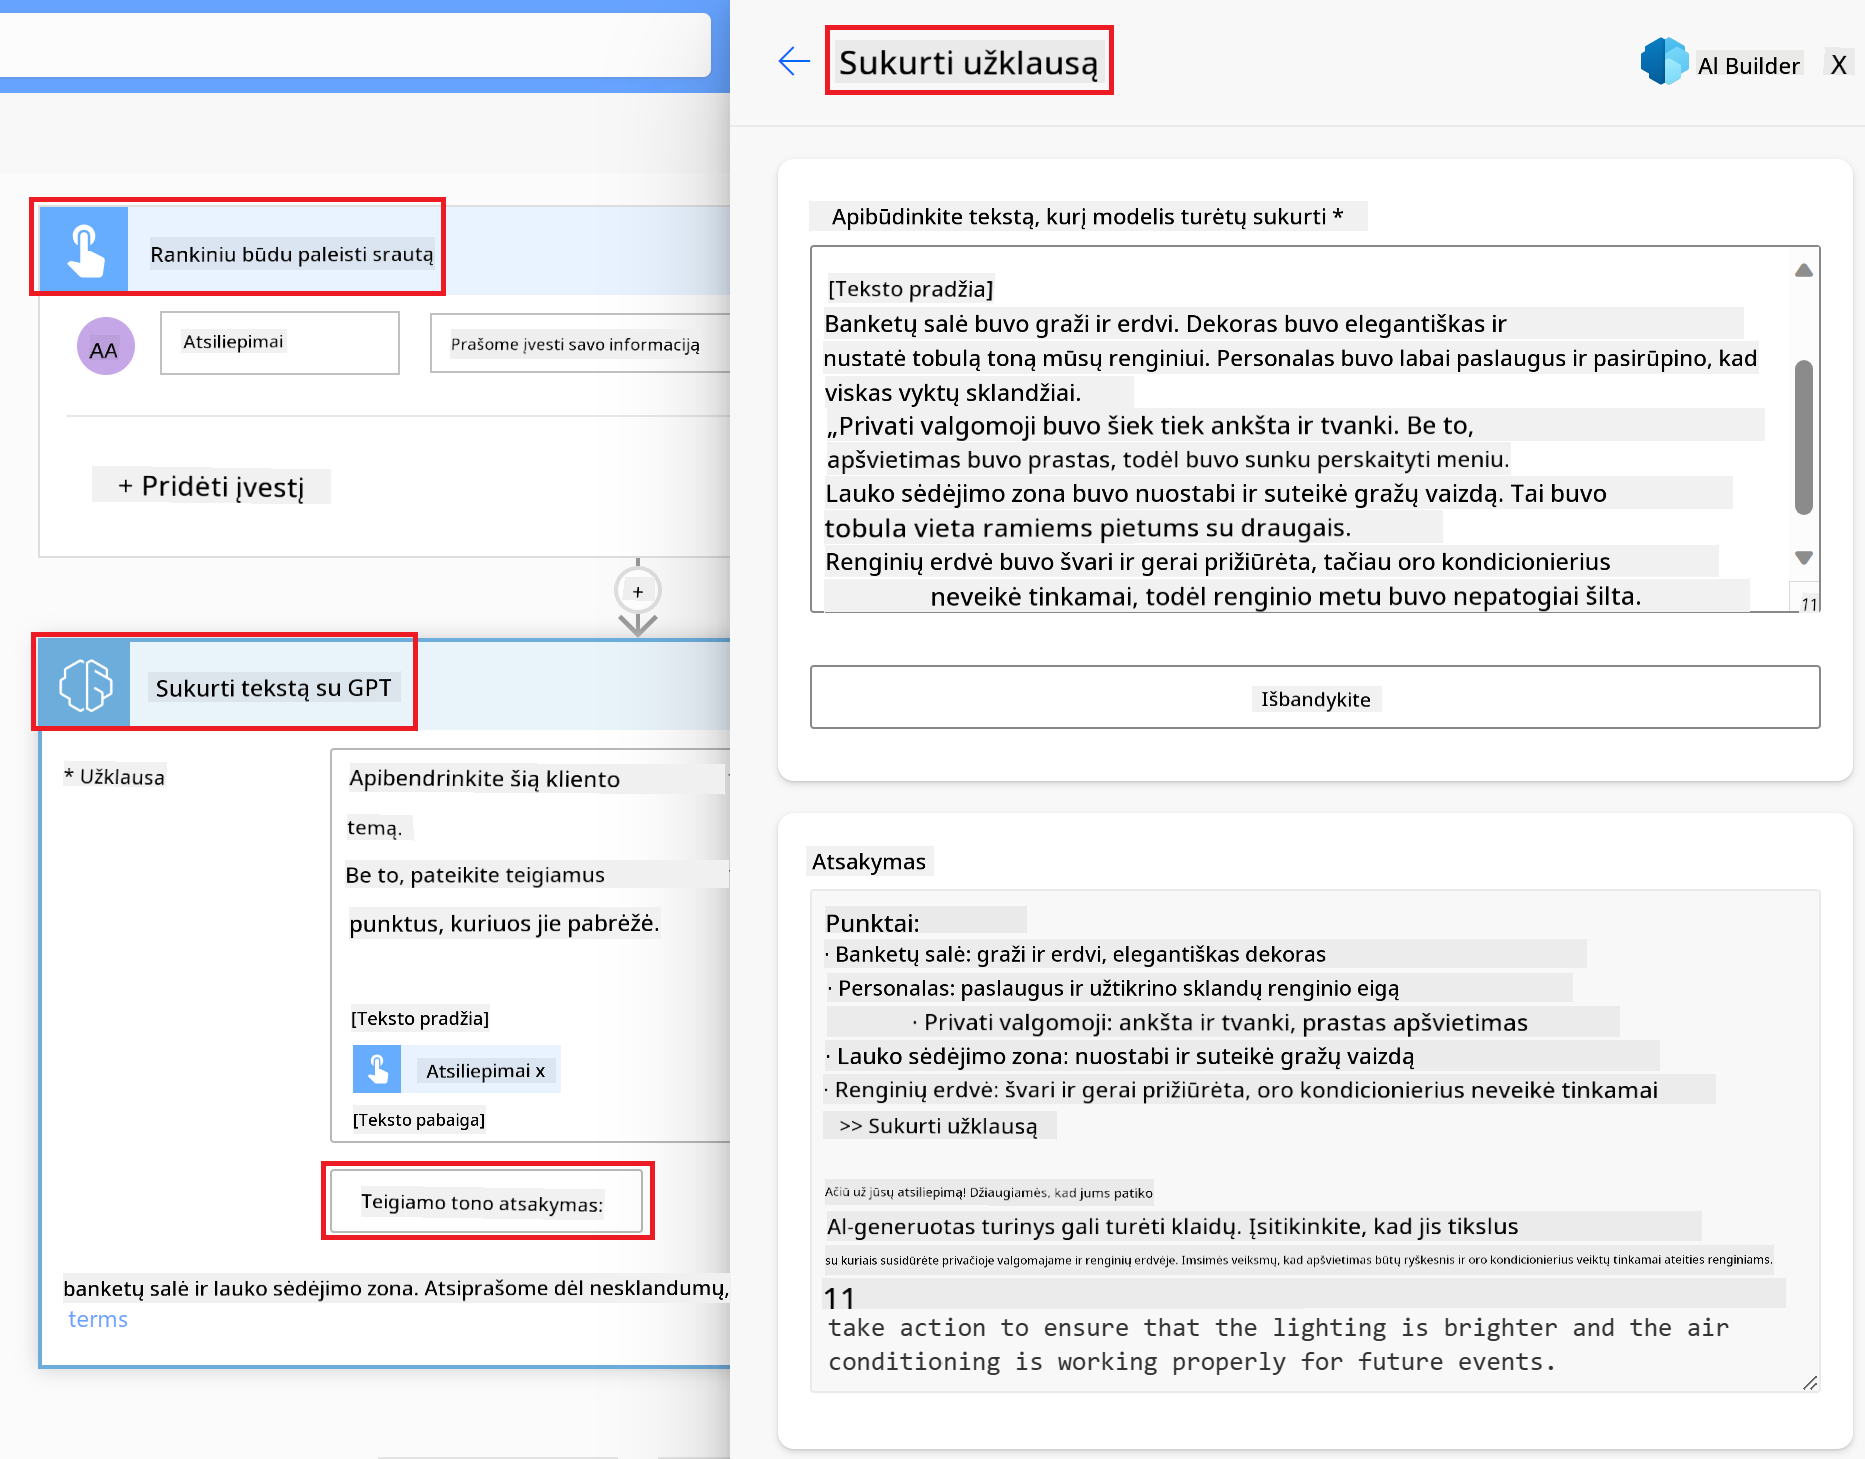 Sukurti užklausą
AI Builder
X
Rankiniu būdu paleisti srautą
AA
Atsiliepimai
Prašome įvesti savo informaciją
+ Pridėti įvestį
+
Sukurti tekstą su GPT
* Užklausa
Apibendrinkite šią kliento
temą.
Be to, pateikite teigiamus
punktus, kuriuos jie pabrėžė.
[Teksto pradžia]
Atsiliepimai x
[Teksto pabaiga]
Teigiamo tono atsakymas:
banketų salė ir lauko sėdėjimo zona. Atsiprašome dėl nesklandumų,
terms
Apibūdinkite tekstą, kurį modelis turėtų sukurti *
[Teksto pradžia]
Banketų salė buvo graži ir erdvi. Dekoras buvo elegantiškas ir
nustatė tobulą toną mūsų renginiui. Personalas buvo labai paslaugus ir pasirūpino, kad
viskas vyktų sklandžiai.
„Privati valgomoji buvo šiek tiek ankšta ir tvanki. Be to,
apšvietimas buvo prastas, todėl buvo sunku perskaityti meniu.
Lauko sėdėjimo zona buvo nuostabi ir suteikė gražų vaizdą. Tai buvo
tobula vieta ramiems pietums su draugais.
Renginių erdvė buvo švari ir gerai prižiūrėta, tačiau oro kondicionierius
neveikė tinkamai, todėl renginio metu buvo nepatogiai šilta.
11
Išbandykite
Atsakymas
Punktai:
· Banketų salė: graži ir erdvi, elegantiškas dekoras
· Personalas: paslaugus ir užtikrino sklandų renginio eigą
· Privati valgomoji: ankšta ir tvanki, prastas apšvietimas
· Lauko sėdėjimo zona: nuostabi ir suteikė gražų vaizdą
· Renginių erdvė: švari ir gerai prižiūrėta, oro kondicionierius neveikė tinkamai
>> Sukurti užklausą
Ačiū už jūsų atsiliepimą! Džiaugiamės, kad jums patiko
AI-generuotas turinys gali turėti klaidų. Įsitikinkite, kad jis tikslus
su kuriais susidūrėte privačioje valgomajame ir renginių erdvėje. Imsimės veiksmų, kad apšvietimas būtų ryškesnis ir oro kondicionierius veiktų tinkamai ateities renginiams.
11
take action to ensure that the lighting is brighter and the air
conditioning is working properly for future events.